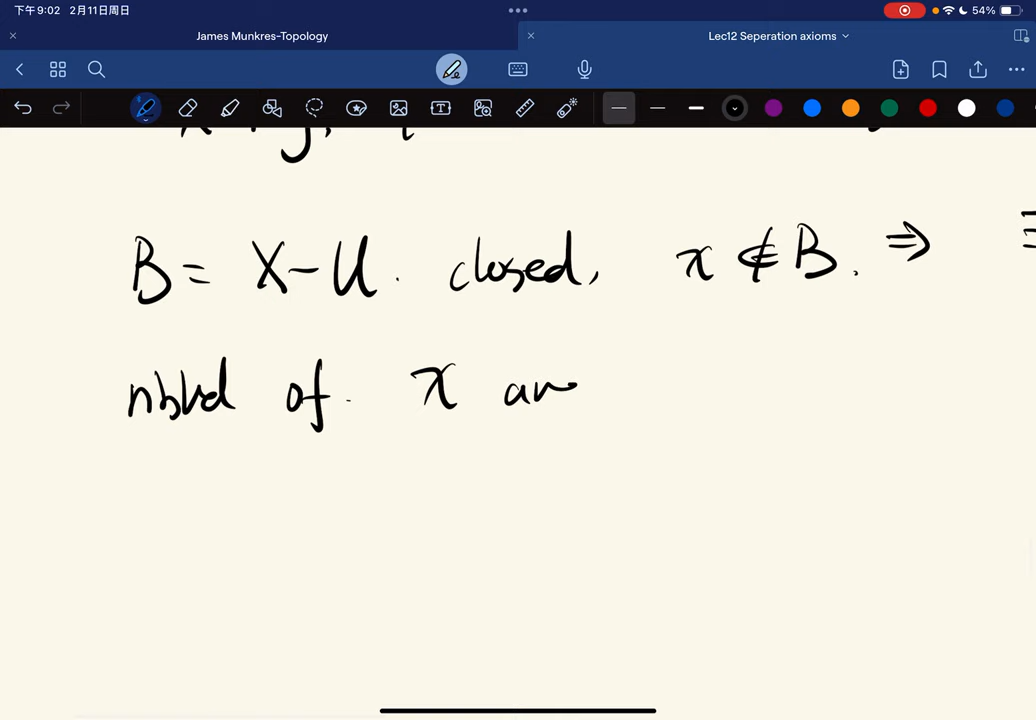 下午9:02 2月11日周日
54%
James Munkres-Topology
Lec12 Seperation axioms
T
B = X - U. closed, x ∉ B. ⇒
nbhd of. x an